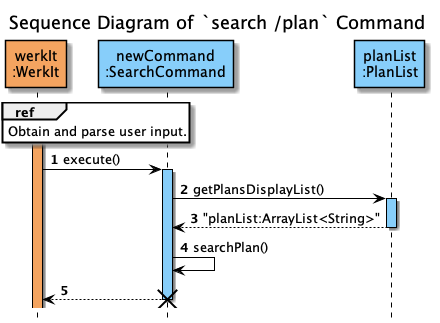 Sequence Diagram of `search /plan` Command
werkIt
:WerkIt
newCommand
:SearchCommand
planList
:PlanList
ref
Obtain and parse user input.
1 execute()
2 getPlansDisplayList()
3 "planList:ArrayList<String>"
4 searchPlan()
5